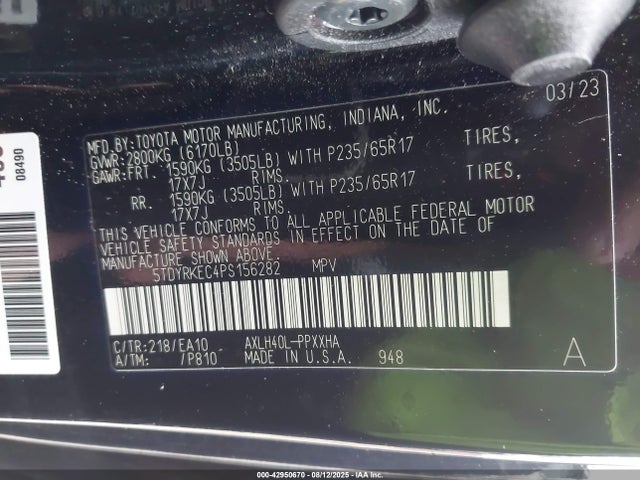 03/23
MFD.BY:TOYOTA MOTOR MANUFACTURING, INDIANA, INC.
GVWR:2800KG (6170LB)
GAWR:FRT. 1590KG (3505LB) WITH P235/65R17 TIRES,
17X7J RIMS.
RR. 1590KG (3505LB) WITH P235/65R17 TIRES,
17X7J RIMS.
THIS VEHICLE CONFORMS TO ALL APPLICABLE FEDERAL MOTOR
VEHICLE SAFETY STANDARDS IN EFFECT ON THE DATE OF
MANUFACTURE SHOWN ABOVE.
5TDYRKEC4PS156282 MPV
C/TR:218/EA10 AXLH40L-PPXXHA
A/TM: /P810 MADE IN U.S.A. 948
A
08490
00-42950670 - 08/12/2025 - IAA Inc.